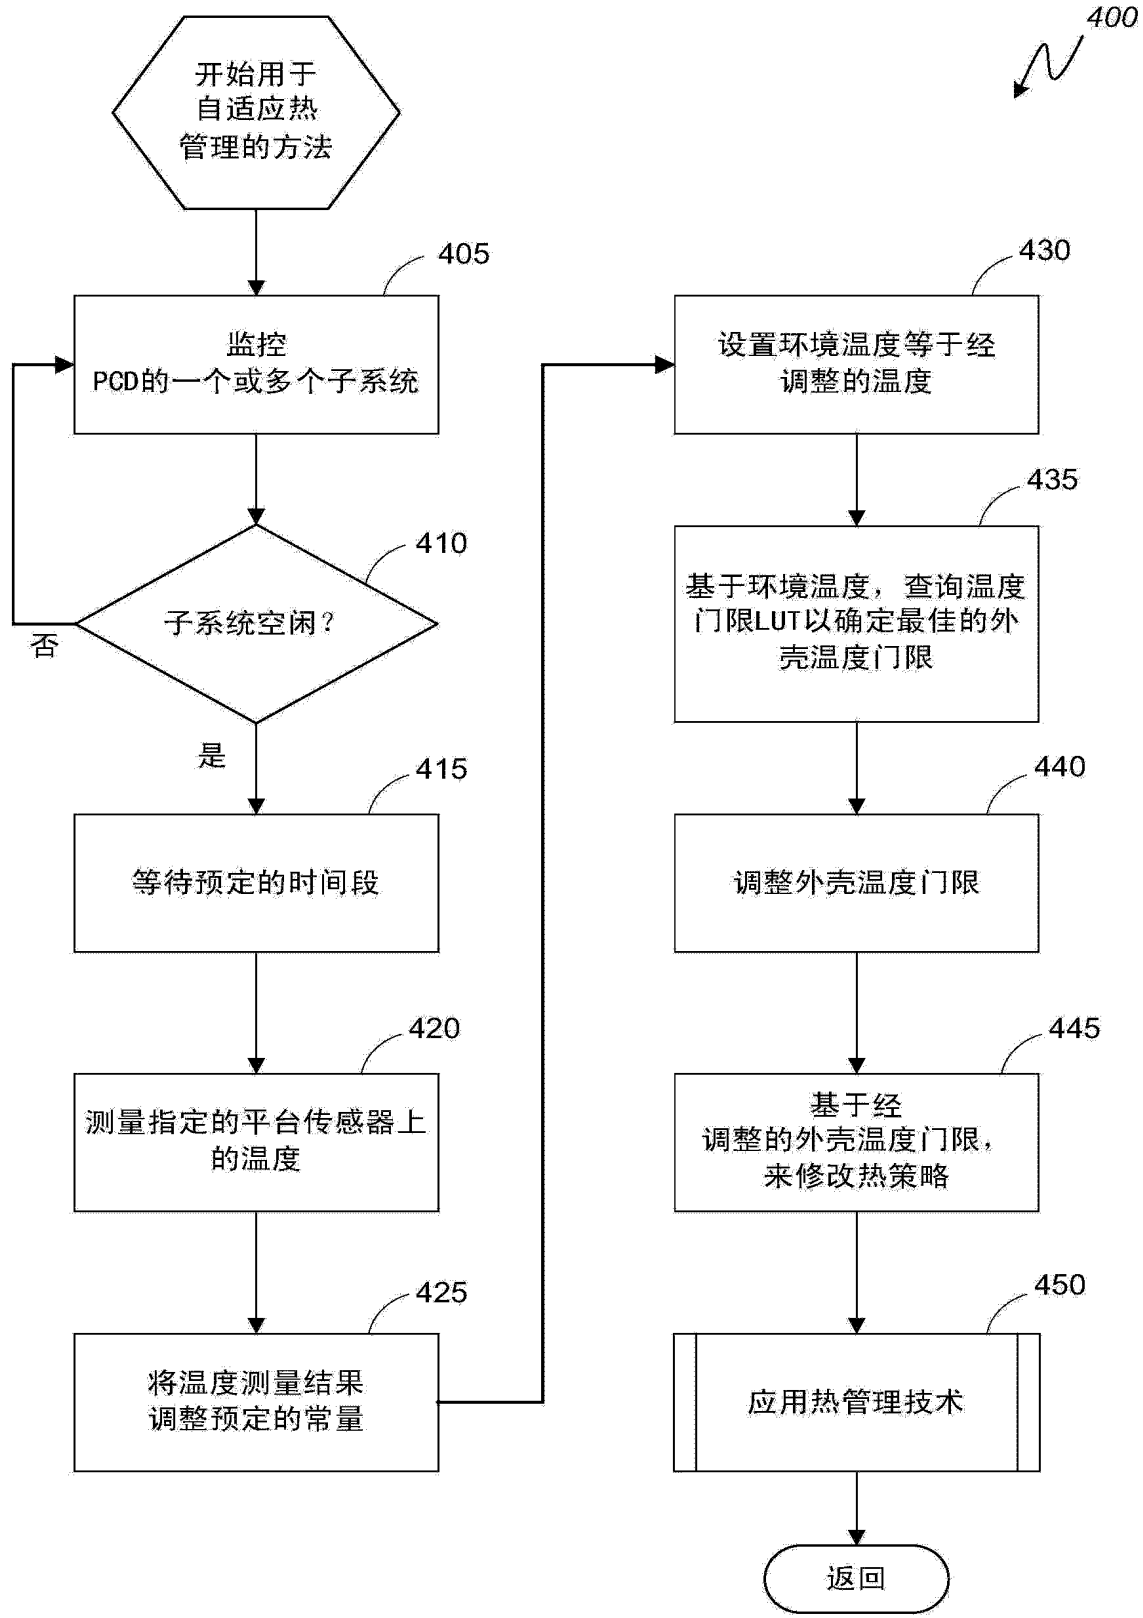 400
开始用于
自适应热
管理的方法
405
监控
PCD的一个或多个子系统
410
子系统空闲？
否
是
415
等待预定的时间段
420
测量指定的平台传感器上
的温度
425
将温度测量结果
调整预定的常量
430
设置环境温度等于经
调整的温度
435
基于环境温度，查询温度
门限LUT以确定最佳的外
壳温度门限
440
调整外壳温度门限
445
基于经
调整的外壳温度门限，
来修改热策略
450
应用热管理技术
返回